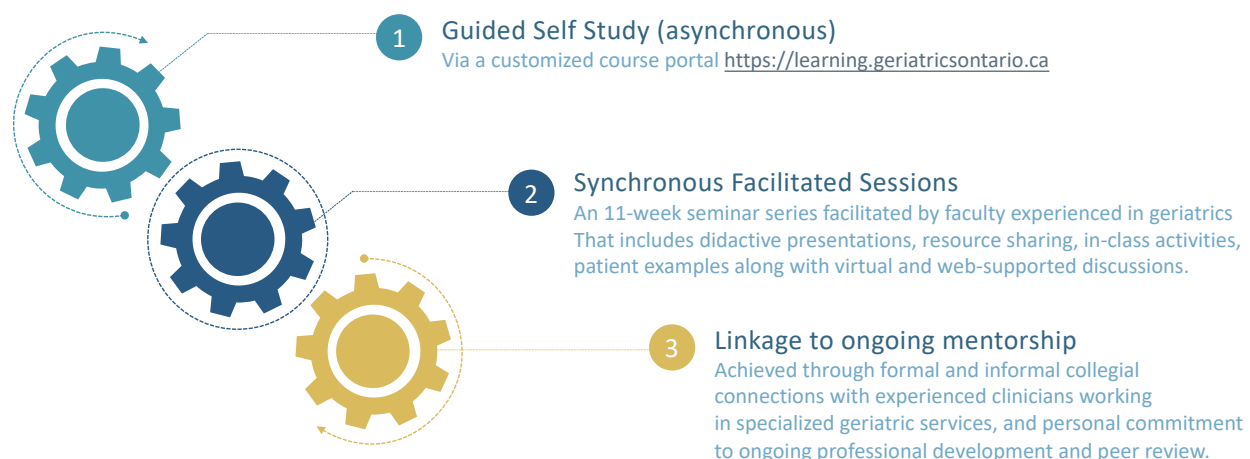 1
Guided Self Study (asynchronous)
Via a customized course portal https://learning.geriatricsontario.ca
2
Synchronous Facilitated Sessions
An 11-week seminar series facilitated by faculty experienced in geriatrics
That includes didactive presentations, resource sharing, in-class activities,
patient examples along with virtual and web-supported discussions.
3
Linkage to ongoing mentorship
Achieved through formal and informal collegial
connections with experienced clinicians working
in specialized geriatric services, and personal commitment
to ongoing professional development and peer review.